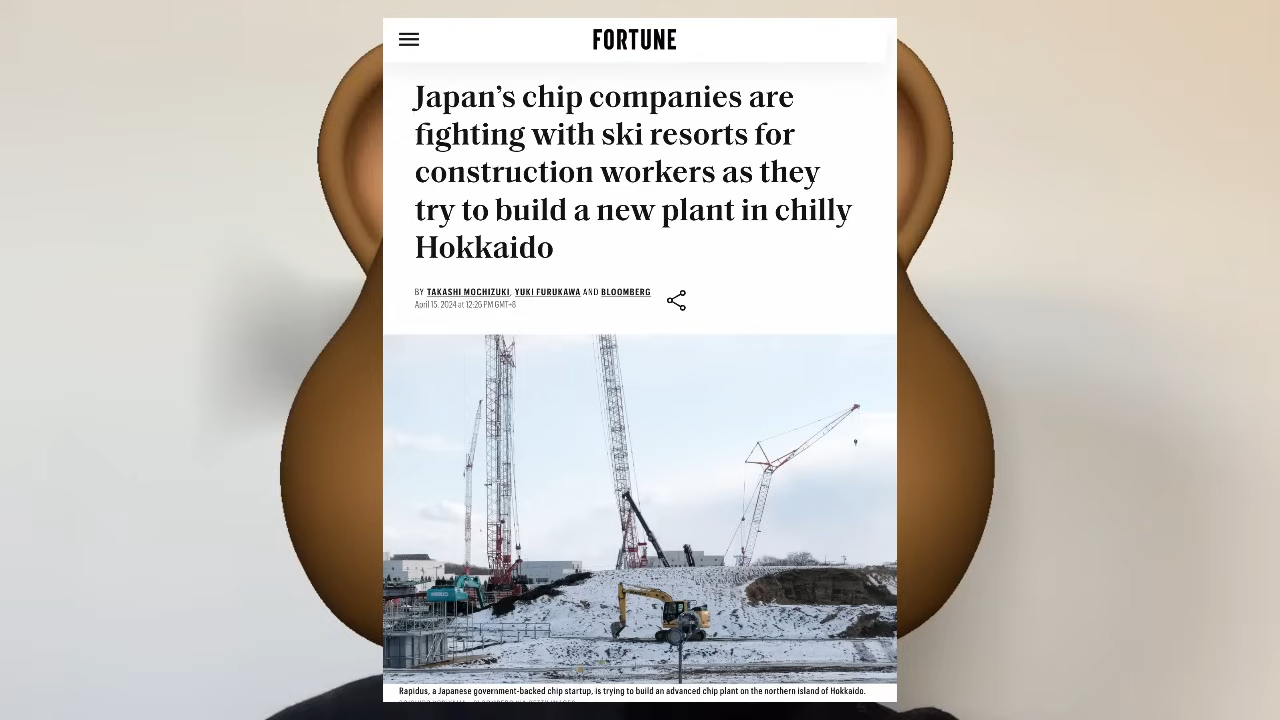 FORTUNE
Japan’s chip companies are
fighting with ski resorts for
construction workers as they
try to build a new plant in chilly
Hokkaido
BY TAKASHI MOCHIZUKI, YUKI FURUKAWA AND BLOOMBERG
April 15, 2024 at 12:26 PM GMT+8
Rapidus, a Japanese government-backed chip startup, is trying to build an advanced chip plant on the northern island of Hokkaido.